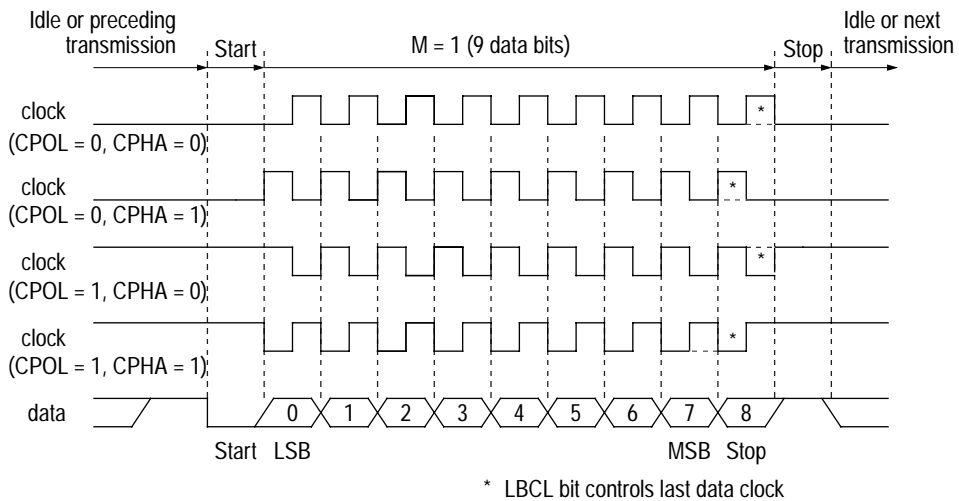 Idle or preceding
transmission
Start
M = 1 (9 data bits)
Stop
Idle or next
transmission
clock
(CPOL = 0, CPHA = 0)
*
clock
(CPOL = 0, CPHA = 1)
*
clock
(CPOL = 1, CPHA = 0)
*
clock
(CPOL = 1, CPHA = 1)
*
data
0 1 2 3 4 5 6 7 8
Start LSB MSB Stop
* LBCL bit controls last data clock